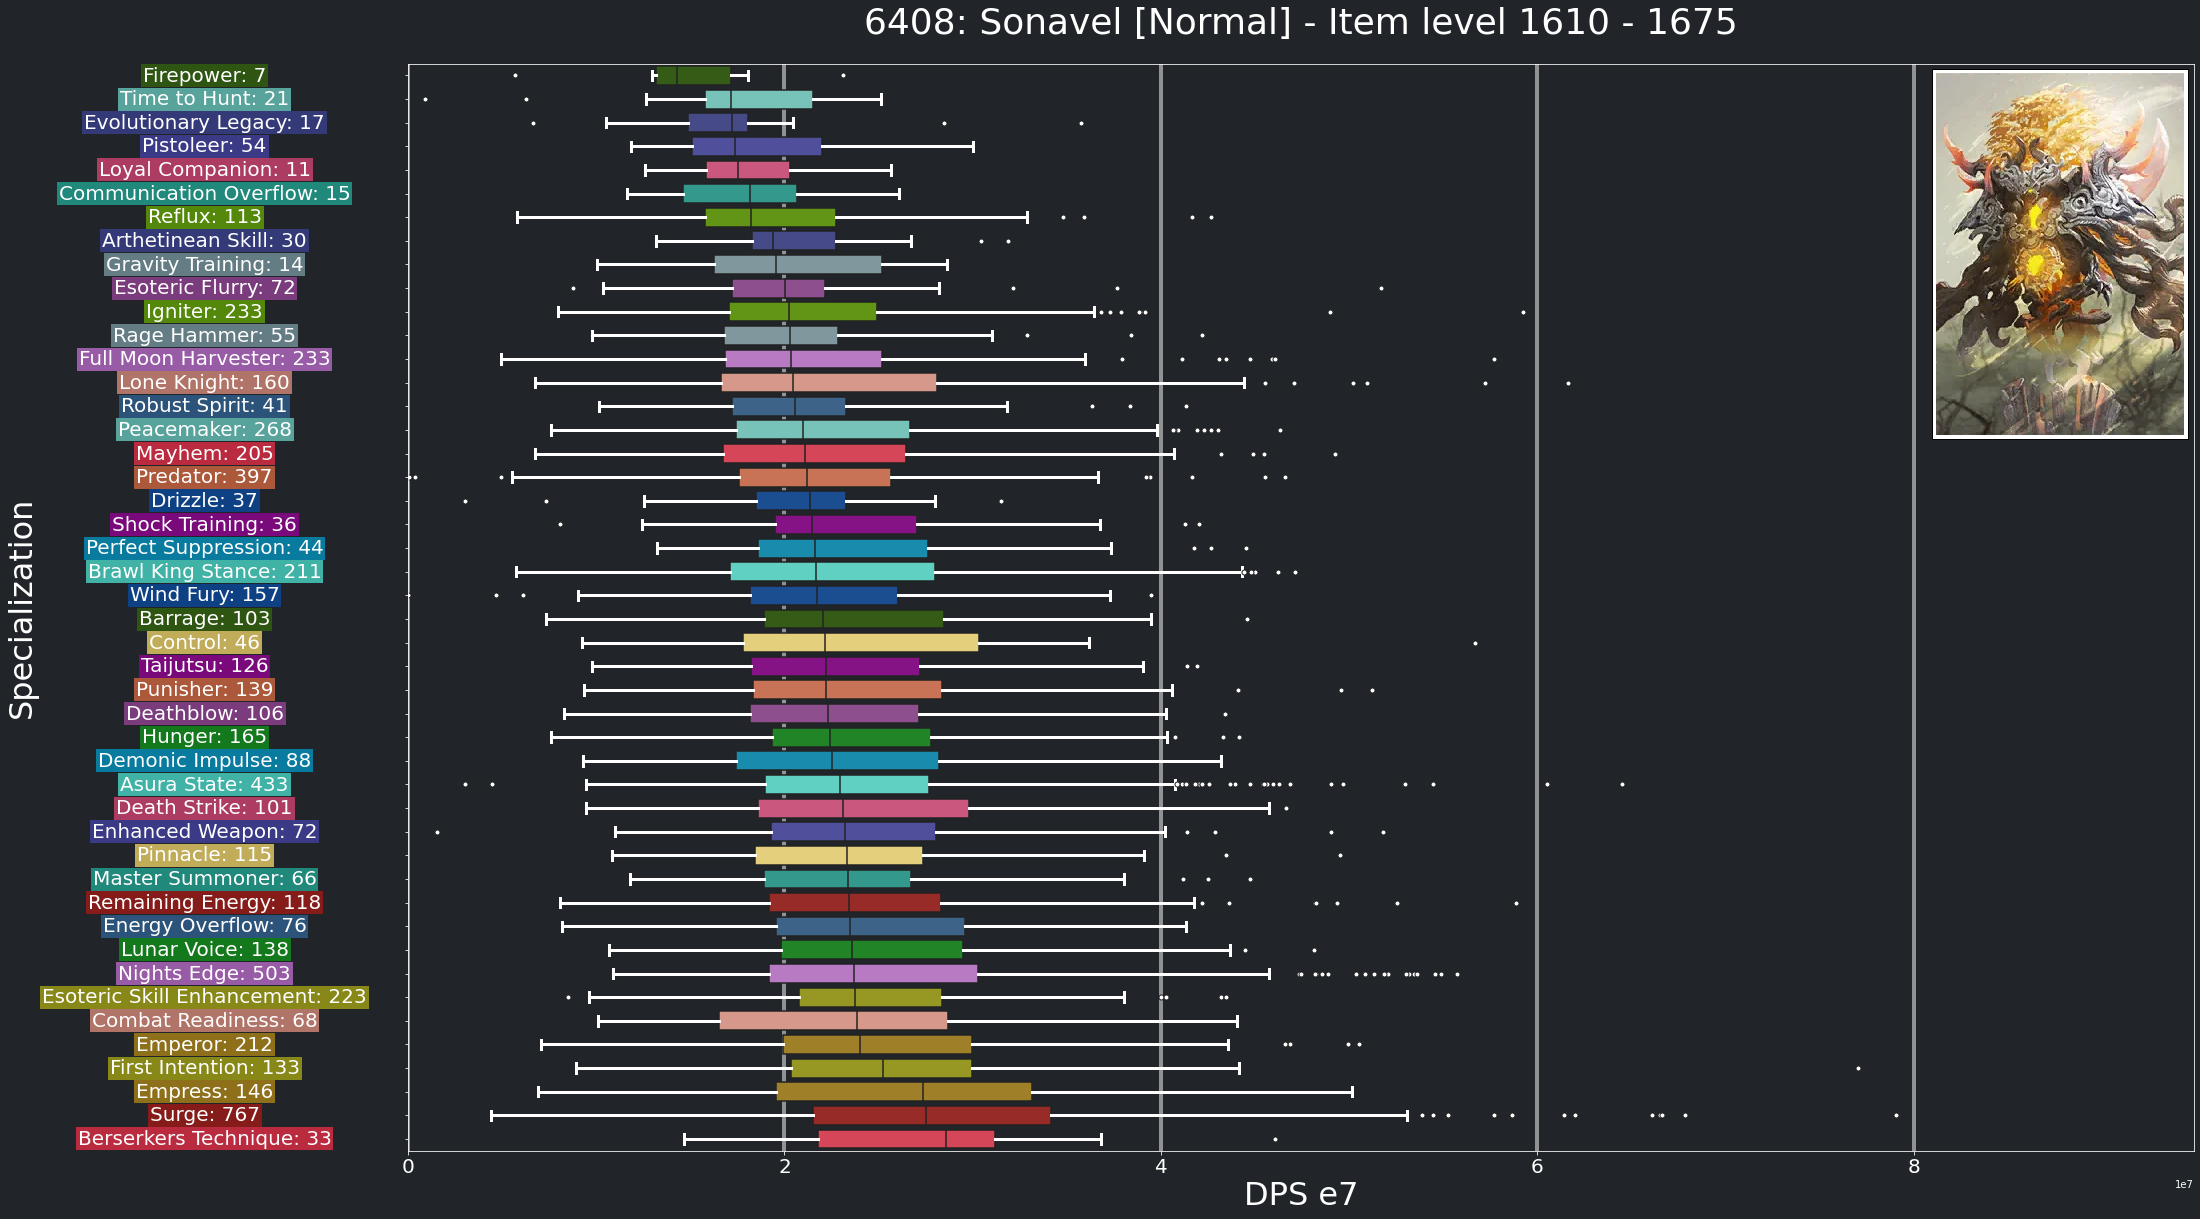 6408: Sonavel [Normal] - Item level 1610 - 1675
Firepower: 7
Time to Hunt: 21
Evolutionary Legacy: 17
Pistoleer: 54
Loyal Companion: 11
Communication Overflow: 15
Reflux: 113
Arthetinean Skill: 30
Gravity Training: 14
Esoteric Flurry: 72
Igniter: 233
Rage Hammer: 55
Full Moon Harvester: 233
Lone Knight: 160
Robust Spirit: 41
Peacemaker: 268
Mayhem: 205
Predator: 397
Drizzle: 37
Shock Training: 36
Perfect Suppression: 44
Brawl King Stance: 211
Wind Fury: 157
Barrage: 103
Control: 46
Taijutsu: 126
Punisher: 139
Deathblow: 106
Hunger: 165
Demonic Impulse: 88
Asura State: 433
Death Strike: 101
Enhanced Weapon: 72
Pinnacle: 115
Master Summoner: 66
Remaining Energy: 118
Energy Overflow: 76
Lunar Voice: 138
Nights Edge: 503
Esoteric Skill Enhancement: 223
Combat Readiness: 68
Emperor: 212
First Intention: 133
Empress: 146
Surge: 767
Berserkers Technique: 33
Specialization
0 2 4 6 8
DPS e7
1e7